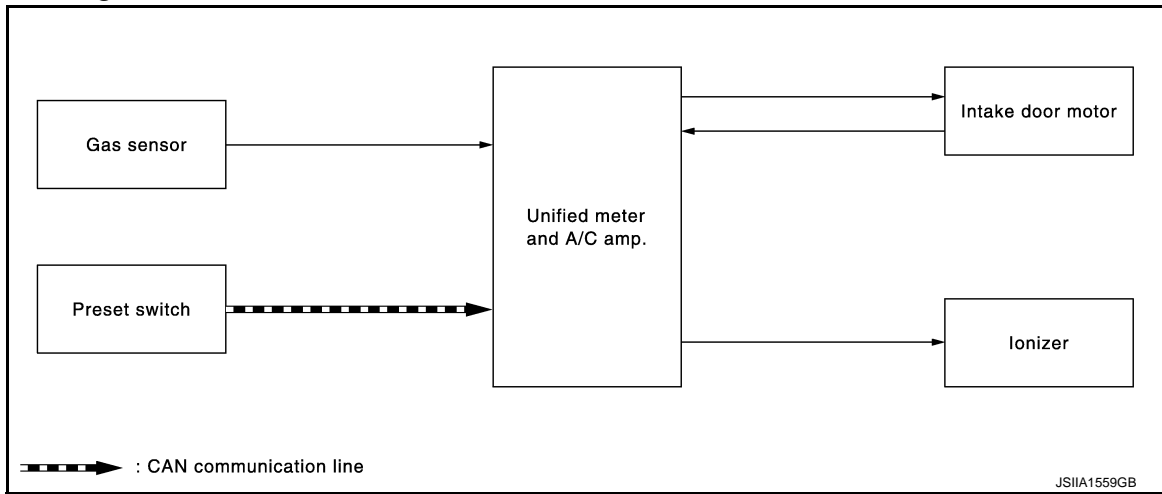 Gas sensor
Preset switch
Unified meter
and A/C amp.
Intake door motor
Ionizer
: CAN communication line
JSIIA1559GB